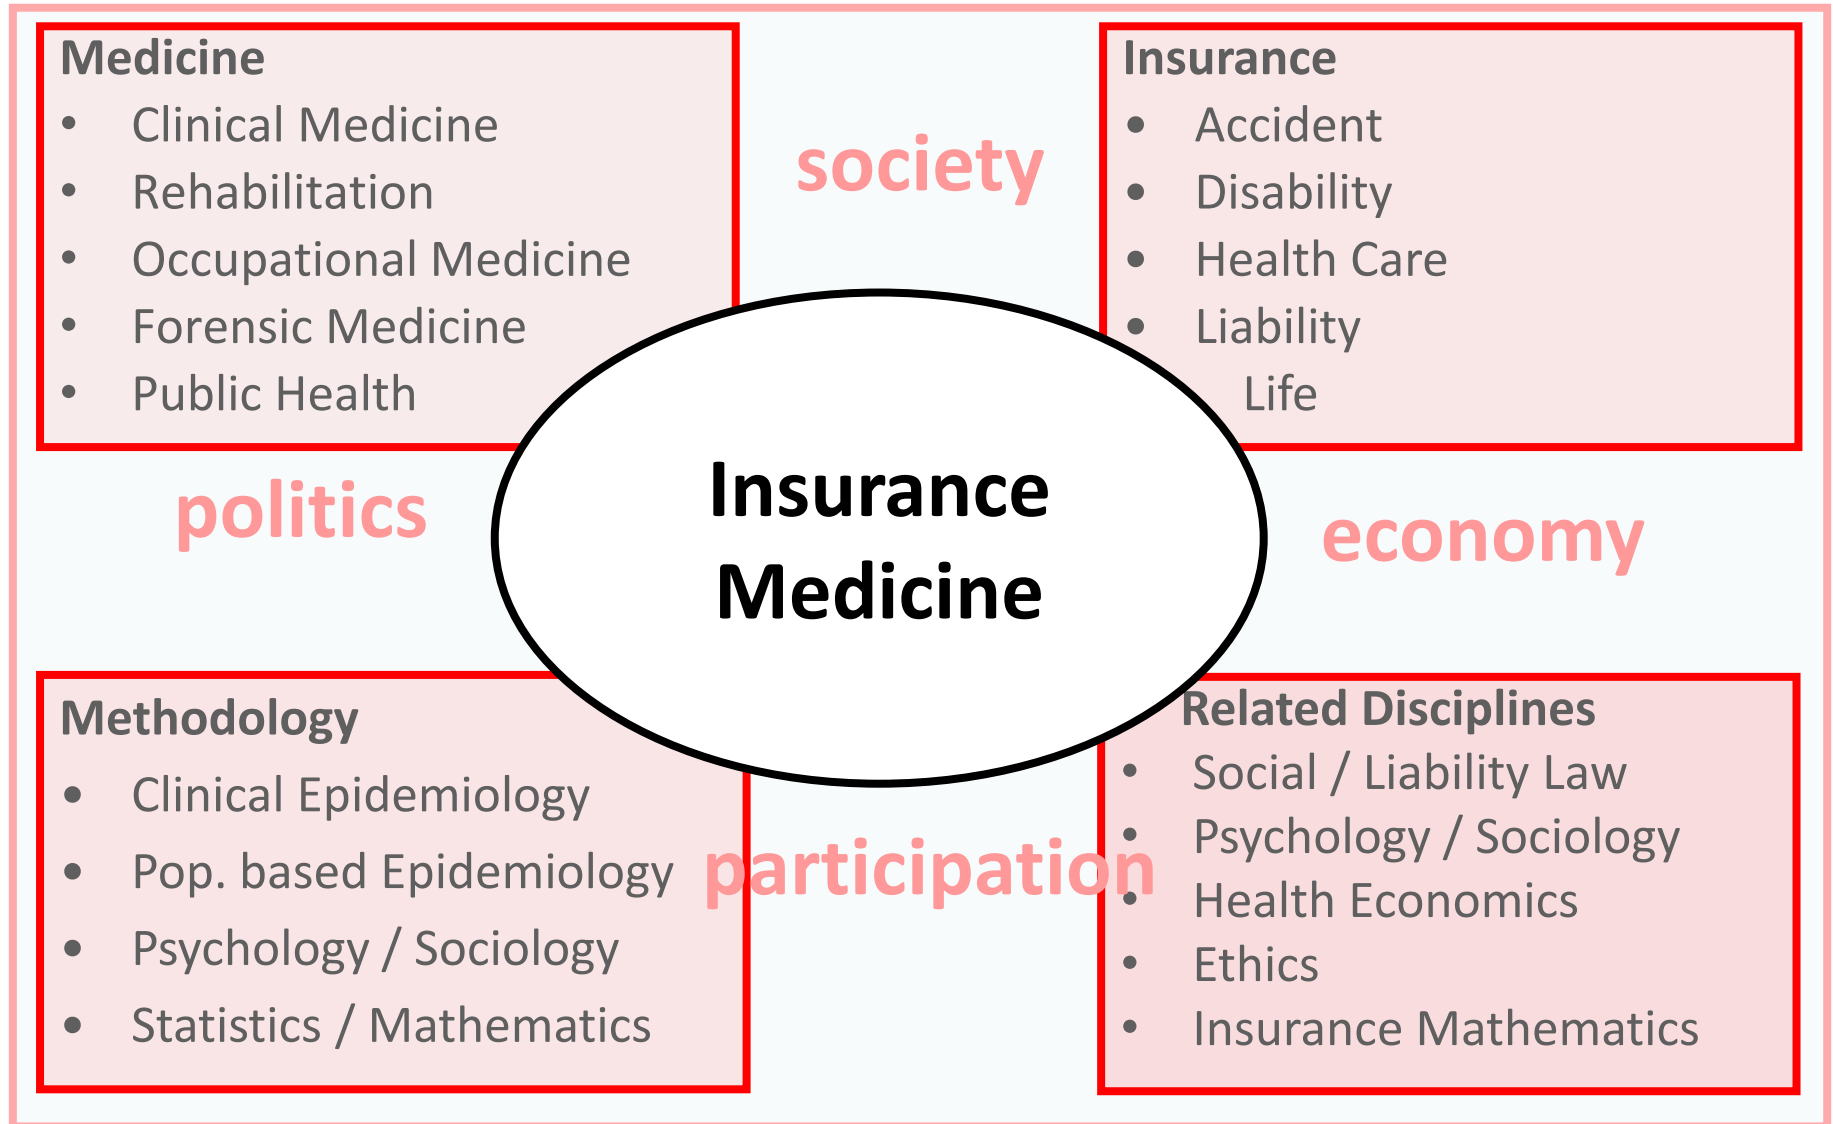 Medicine
• Clinical Medicine
• Rehabilitation
• Occupational Medicine
• Forensic Medicine
• Public Health
society
Insurance
• Accident
• Disability
• Health Care
• Liability
Life
politics
Insurance
Medicine
economy
Methodology
• Clinical Epidemiology
• Pop. based Epidemiology
• Psychology / Sociology
• Statistics / Mathematics
participation
Related Disciplines
• Social / Liability Law
• Psychology / Sociology
• Health Economics
• Ethics
• Insurance Mathematics